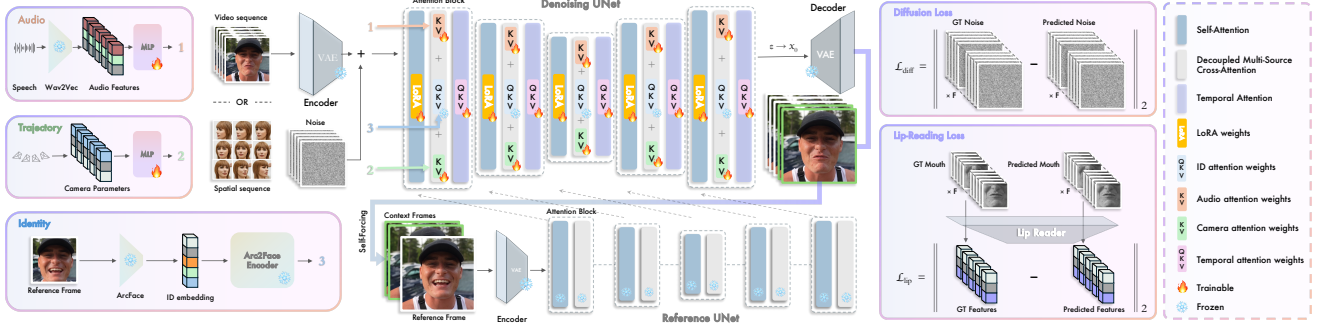 Audio
Speech Wav2Vec Audio Features
MLP
1
Trajectory
Camera Parameters
MLP
2
Identity
Reference Frame
ArcFace
ID embedding
Arc2Face
Encoder
3
Video sequence
OR
Spatial sequence
VAE
Encoder
Noise
+
Denoising UNet
Attention Block
1
3
2
K V
+
LoRA
Q K V
Q K V
+
K V
K V
+
LoRA
Q K V
Q K V
+
K V
K V
+
LoRA
Q K V
Q K V
+
K V
K V
+
LoRA
Q K V
Q K V
+
K V
K V
+
LoRA
Q K V
Q K V
+
K V
z → x₀
Decoder
VAE
Self-Forcing
Context Frames
Reference Frame
VAE
Encoder
Attention Block
Reference UNet
Diffusion Loss
GT Noise
Predicted Noise
ℒdiff =
× F
−
× F
2
Lip-Reading Loss
GT Mouth
Predicted Mouth
× F
× F
Lip Reader
ℒlip =
−
2
GT Features
Predicted Features
Self-Attention
Decoupled Multi-Source
Cross-Attention
Temporal Attention
LoRA weights
Q K V
ID attention weights
K V
Audio attention weights
K V
Camera attention weights
Q K V
Temporal attention weights
Trainable
Frozen